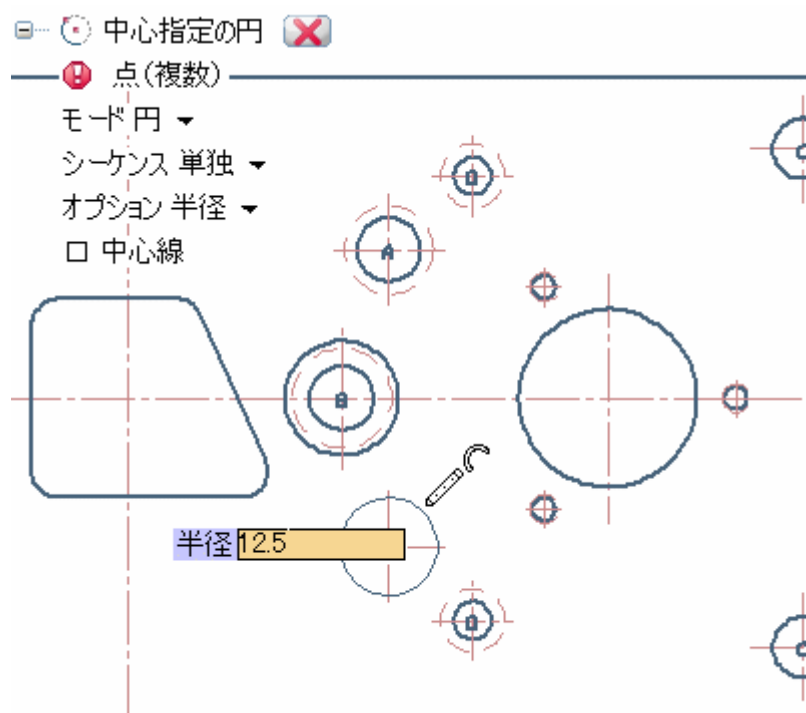 中心指定の円
点(複数)
モード 円
シーケンス 単独
オプション 半径
中心線
A
B
半径 12.5